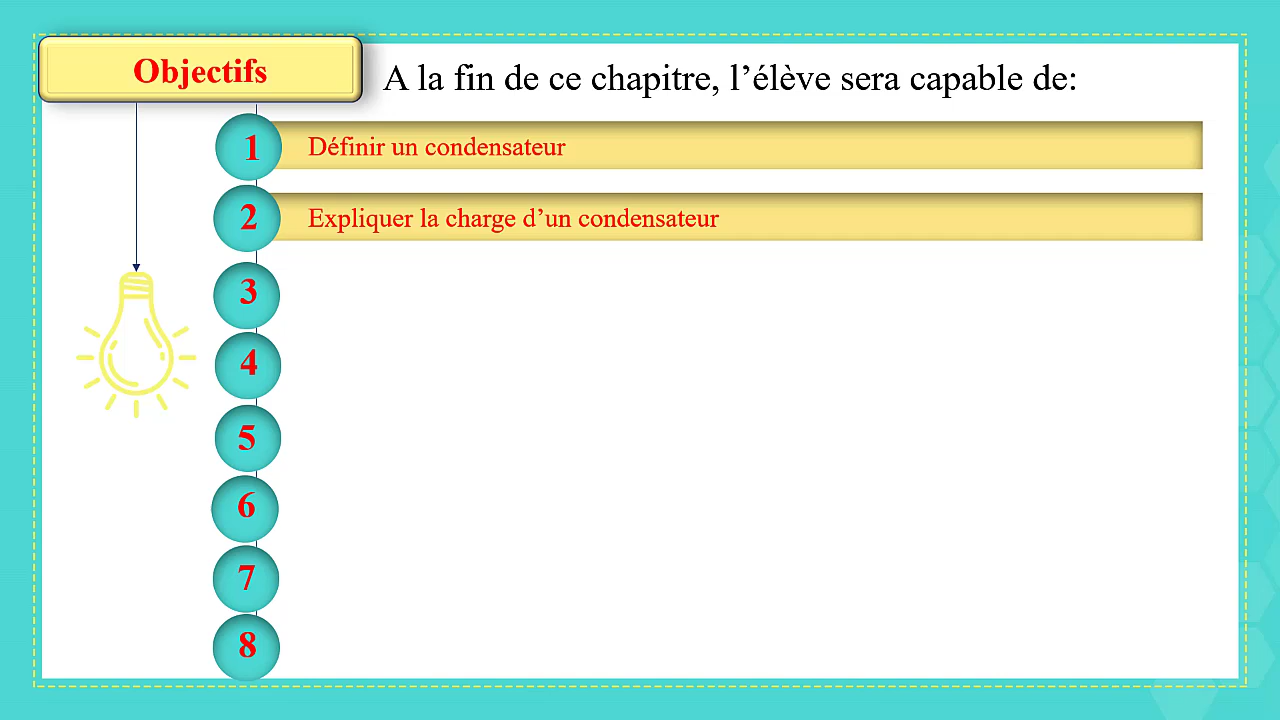 Objectifs
A la fin de ce chapitre, l’élève sera capable de:
1 Définir un condensateur
2 Expliquer la charge d’un condensateur
3
4
5
6
7
8